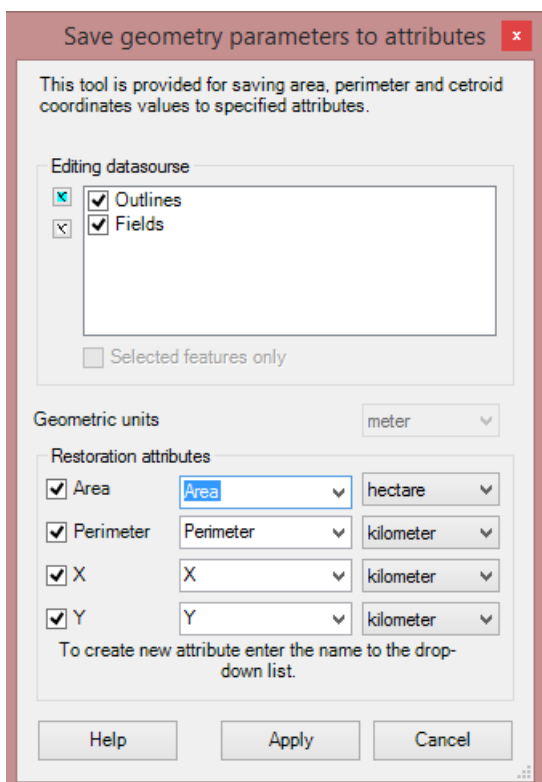 Save geometry parameters to attributes
This tool is provided for saving area, perimeter and cetroid
coordinates values to specified attributes.
Editing datasourse
Outlines
Fields
Selected features only
Geometric units meter
Restoration attributes
Area Area hectare
Perimeter Perimeter kilometer
X X kilometer
Y Y kilometer
To create new attribute enter the name to the drop-
down list.
Help Apply Cancel